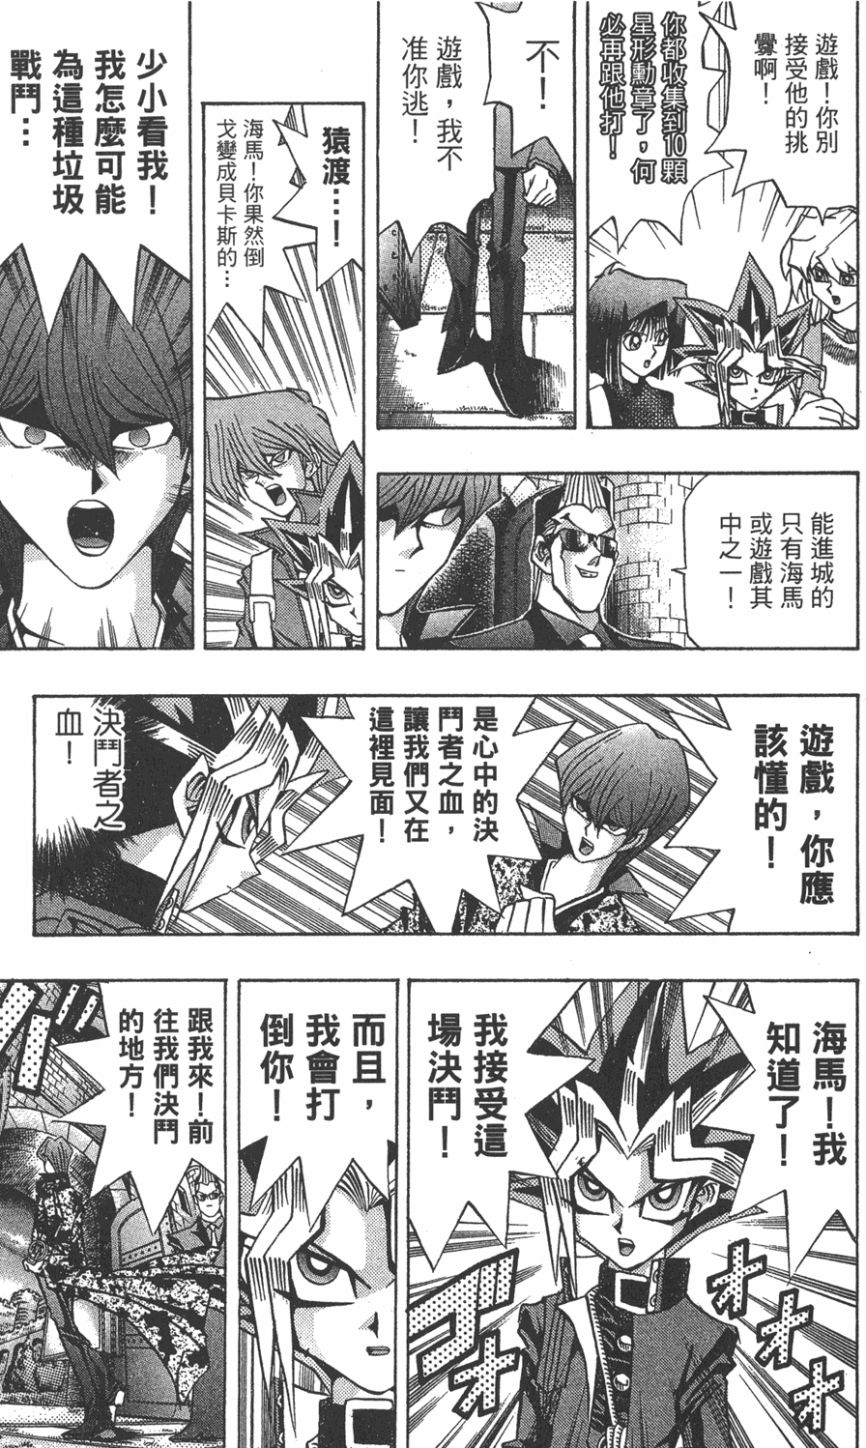 遊戲！你別
接受他的挑
釁啊！
你都收集到10顆
星形勳章了，何
必再跟他打！
不！
遊戲，我不
准你逃！
猿渡…！
海馬！你果然倒
戈變成貝卡斯的…
少小看我！
我怎麼可能
為這種垃圾
戰鬥…
能進城的
只有海馬
或遊戲其
中之一！
遊戲，你應
該懂的！
是心中的決
鬥者之血，
讓我們又在
這裡見面！
決鬥者之
血！
海馬！我
知道了！
我接受這
場決鬥！
オオオ
ゴオオ
而且，
我會打
倒你！
跟我來！前
往我們決鬥
的地方！